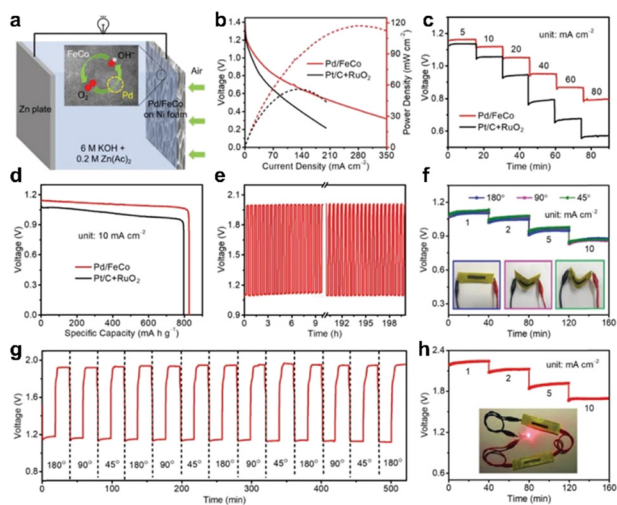 a
FeCo
OH⁻
O₂
Pd
Zn plate
Pd/FeCo
on Ni foam
Air
6 M KOH +
0.2 M Zn(Ac)₂
b
Voltage (V)
1.4
1.2
1.0
0.8
0.6
0.4
0.2
0.0
Pd/FeCo
Pt/C+RuO₂
0 70 140 210 280 350
Current Density (mA cm⁻²)
120
90
60
30
0
Power Density (mW cm⁻²)
c
unit: mA cm⁻²
Voltage (V)
1.2
1.0
0.8
0.6
5
10
20
45
60
80
Pd/FeCo
Pt/C+RuO₂
0 20 40 60 80
Time (min)
d
Voltage (V)
1.2
0.9
0.6
0.3
0.0
unit: 10 mA cm⁻²
Pd/FeCo
Pt/C+RuO₂
0 200 400 600 800
Specific Capacity (mA h g⁻¹)
e
Voltage (V)
2.1
1.8
1.5
1.2
0.9
0 3 6 9 192 195 198
Time (h)
f
180° 90° 45°
unit: mA cm⁻²
Voltage (V)
1.2
0.9
0.6
0.3
1
2
5
10
0 40 80 120 160
Time (min)
g
Voltage (V)
2.0
1.6
1.2
180° 90° 45° 180° 90° 45° 180° 90° 45° 180° 90° 45° 180°
0 100 200 300 400 500
Time (min)
h
unit: mA cm⁻²
Voltage (V)
2.4
1.8
1.2
1
2
5
10
0 40 80 120 160
Time (min)